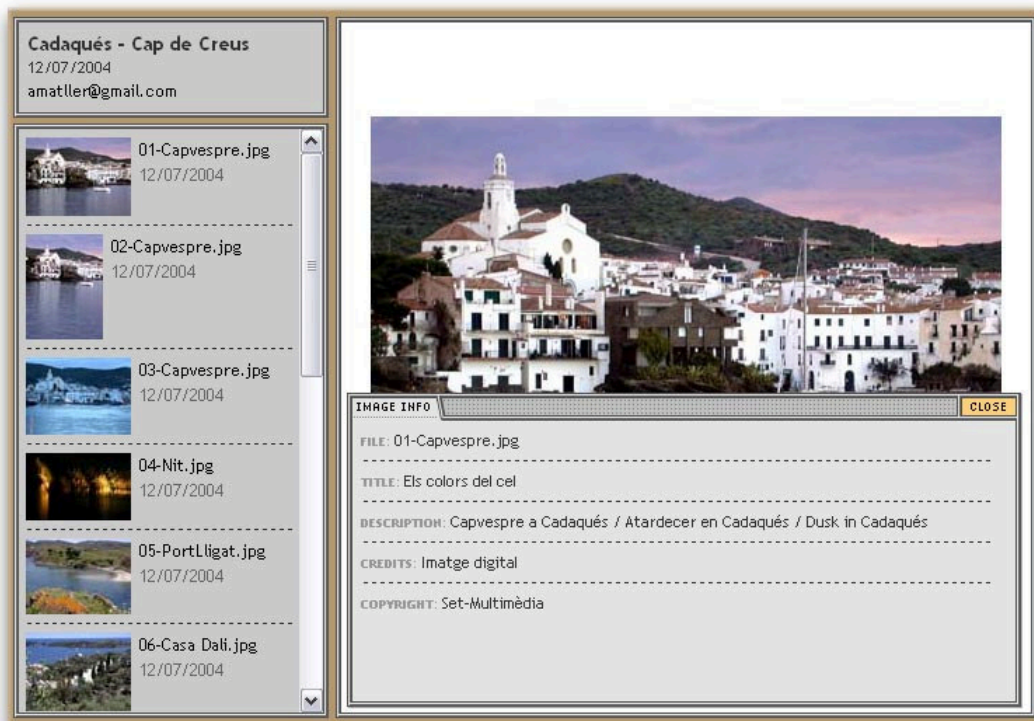 Cadaqués - Cap de Creus
12/07/2004
amatller@gmail.com
01-Capvespre.jpg
12/07/2004
02-Capvespre.jpg
12/07/2004
03-Capvespre.jpg
12/07/2004
04-Nit.jpg
12/07/2004
05-PortLligat.jpg
12/07/2004
06-Casa Dali.jpg
12/07/2004
IMAGE INFO
CLOSE
FILE: 01-Capvespre.jpg
TITLE: Els colors del cel
DESCRIPTION: Capvespre a Cadaqués / Atardecer en Cadaqués / Dusk in Cadaqués
CREDITS: Imatge digital
COPYRIGHT: Set-Multimèdia